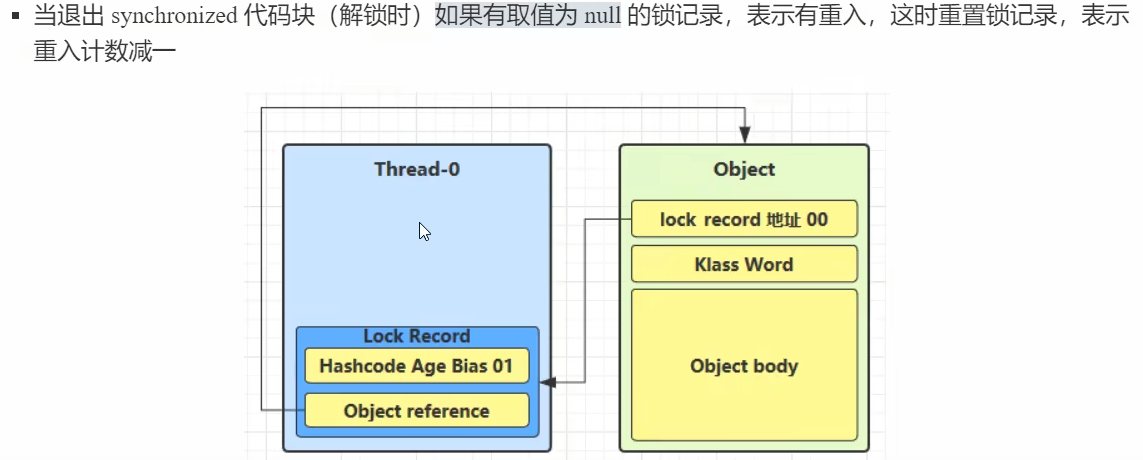 当退出 synchronized 代码块（解锁时）如果有取值为 null 的锁记录，表示有重入，这时重置锁记录，表示
重入计数减一
Thread-0
Object
lock record 地址 00
Klass Word
Lock Record
Hashcode Age Bias 01
Object body
Object reference